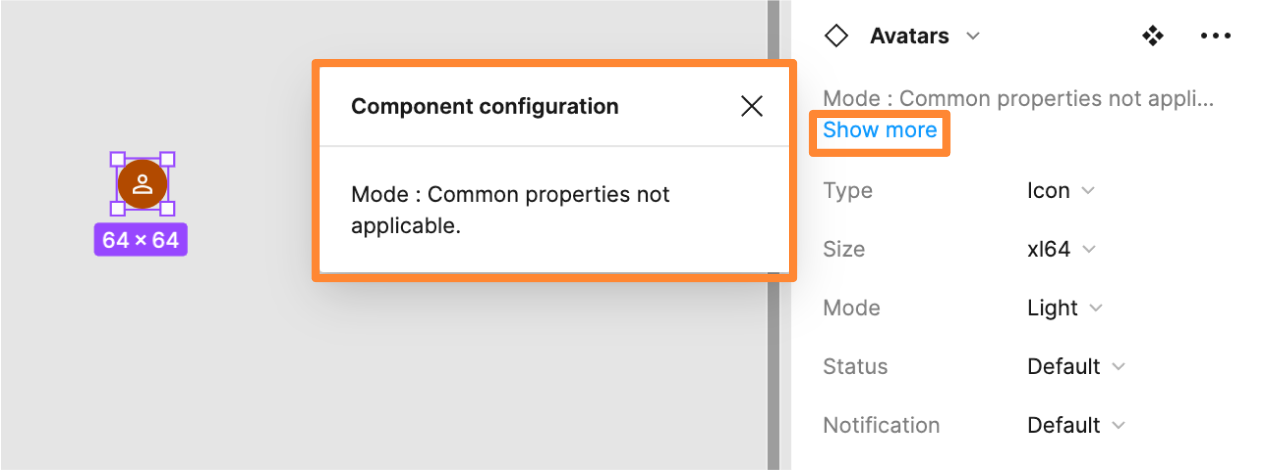 Avatars
Component configuration
Mode : Common properties not appli...
Show more
Mode : Common properties not
applicable.
64 × 64
Type Icon
Size xl64
Mode Light
Status Default
Notification Default